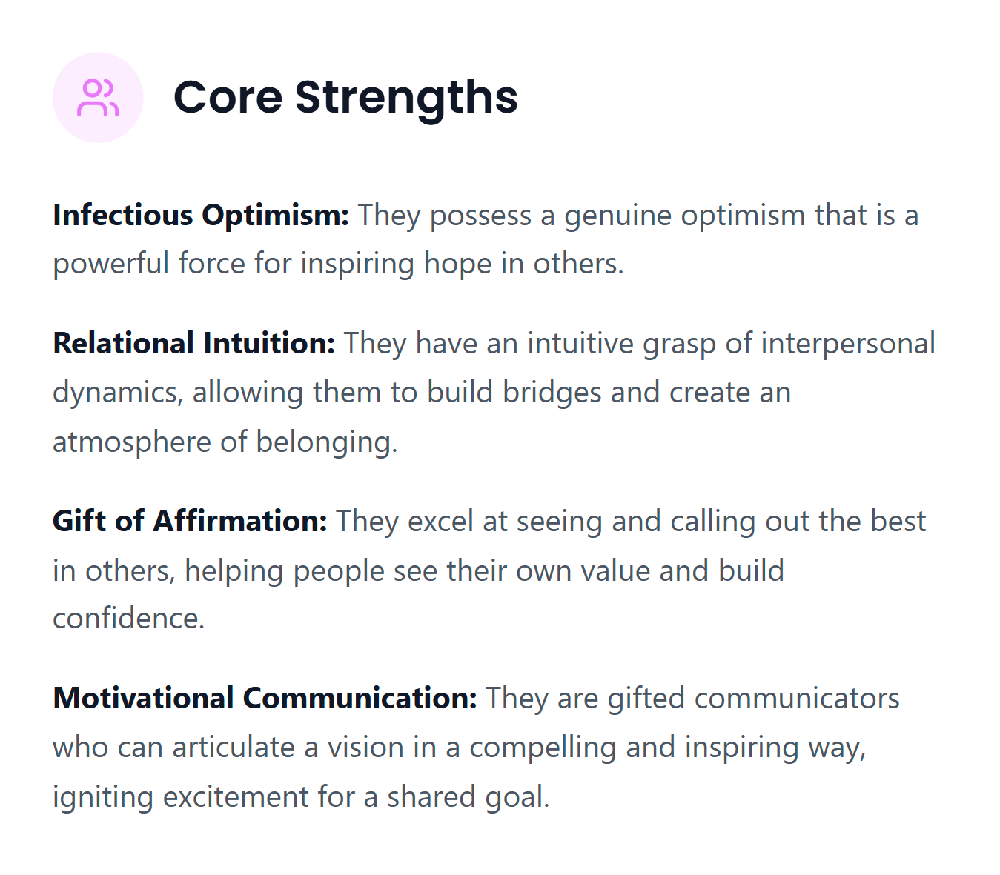 Core Strengths
Infectious Optimism: They possess a genuine optimism that is a
powerful force for inspiring hope in others.
Relational Intuition: They have an intuitive grasp of interpersonal
dynamics, allowing them to build bridges and create an
atmosphere of belonging.
Gift of Affirmation: They excel at seeing and calling out the best
in others, helping people see their own value and build
confidence.
Motivational Communication: They are gifted communicators
who can articulate a vision in a compelling and inspiring way,
igniting excitement for a shared goal.